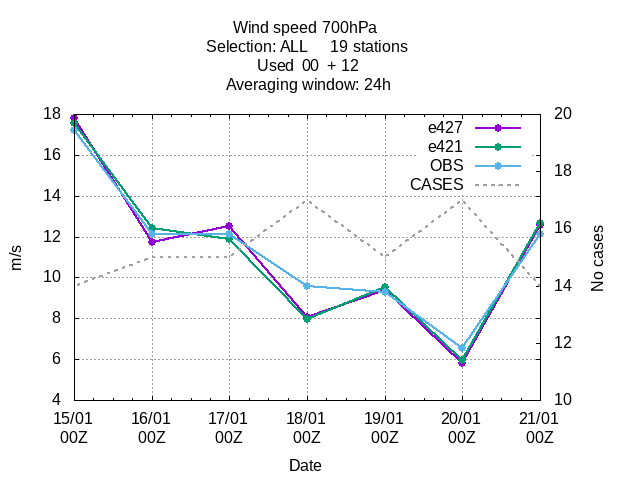 Wind speed 700hPa
Selection: ALL 19 stations
Used 00 + 12
Averaging window: 24h
18 20
e427
e421
OBS
CASES
16
14
12
10
8
6
4
18
16
14
12
10
m/s
No cases
15/01 16/01 17/01 18/01 19/01 20/01 21/01
00Z 00Z 00Z 00Z 00Z 00Z 00Z
Date